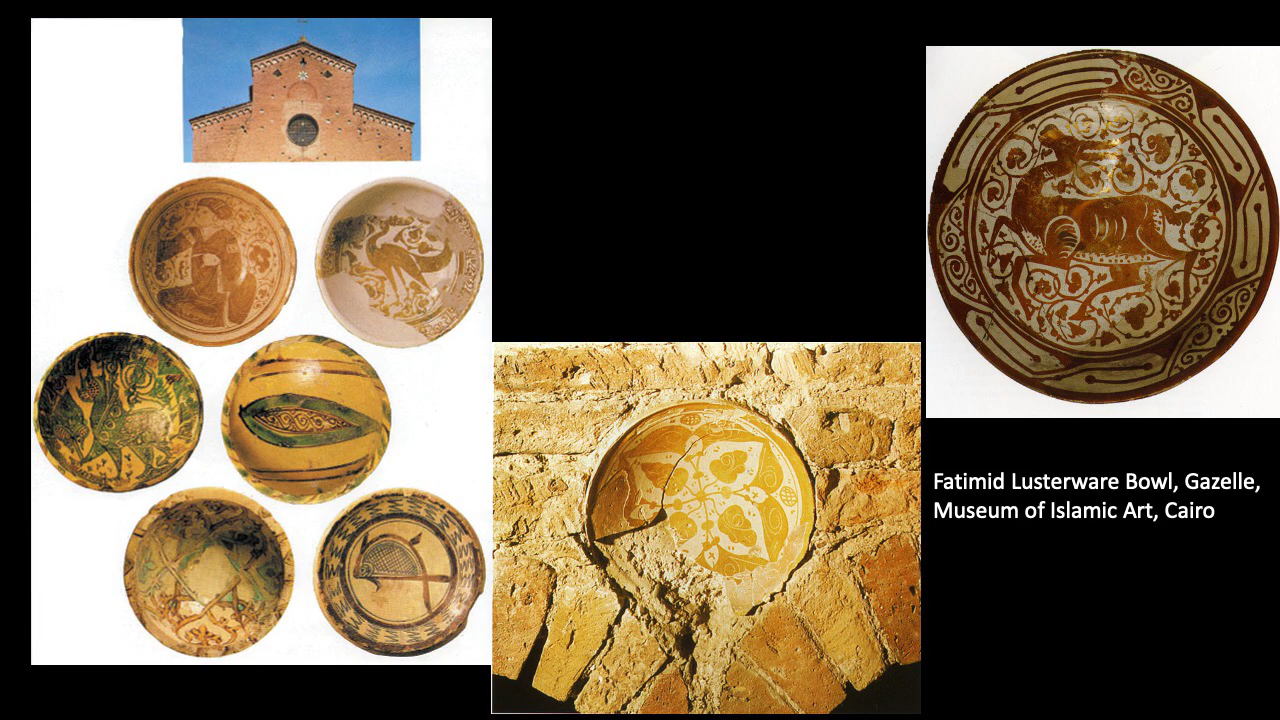 Fatimid Lusterware Bowl, Gazelle,
Museum of Islamic Art, Cairo